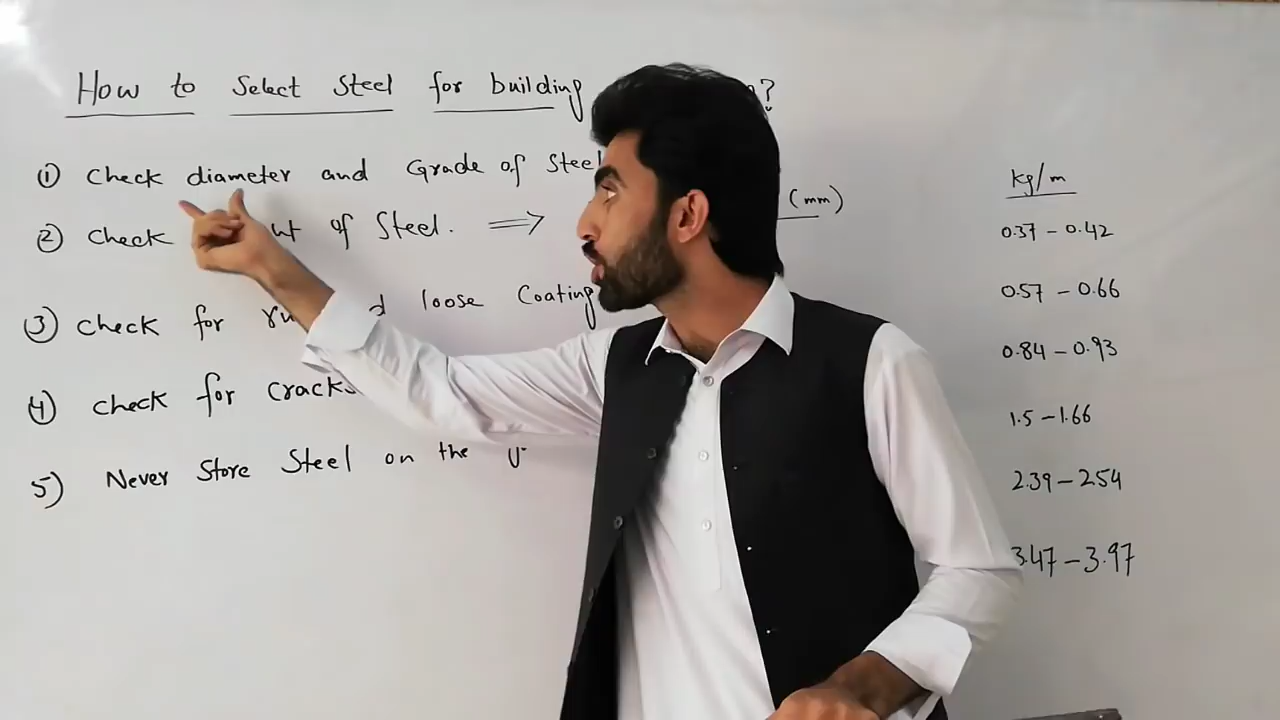 How to Select Steel for building ?
① Check diameter and Grade of Steel
② Check of Steel. ⟹ (mm)
3) Check for loose Coating
4) Check for Cracks
5) Never Store Steel on the
Kg/m
0.37 - 0.42
0.57 - 0.66
0.84 - 0.93
1.5 - 1.66
2.39 - 2.54
3.47 - 3.97